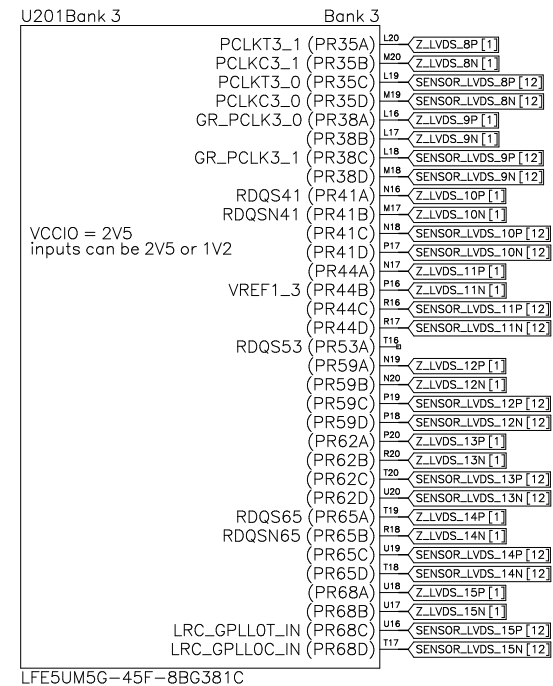 U201Bank 3 Bank 3
PCLKT3_1 (PR35A) L20 Z_LVDS_8P [1]
PCLKC3_1 (PR35B) M20 Z_LVDS_8N [1]
PCLKT3_0 (PR35C) L19 SENSOR_LVDS_8P [12]
PCLKC3_0 (PR35D) M19 SENSOR_LVDS_8N [12]
GR_PCLK3_0 (PR38A) L16 Z_LVDS_9P [1]
(PR38B) L17 Z_LVDS_9N [1]
GR_PCLK3_1 (PR38C) L18 SENSOR_LVDS_9P [12]
(PR38D) M18 SENSOR_LVDS_9N [12]
RDQS41 (PR41A) N16 Z_LVDS_10P [1]
RDQSN41 (PR41B) M17 Z_LVDS_10N [1]
VCCIO = 2V5 (PR41C) N18 SENSOR_LVDS_10P [12]
inputs can be 2V5 or 1V2 (PR41D) P17 SENSOR_LVDS_10N [12]
(PR44A) N17 Z_LVDS_11P [1]
VREF1_3 (PR44B) P16 Z_LVDS_11N [1]
(PR44C) R16 SENSOR_LVDS_11P [12]
(PR44D) R17 SENSOR_LVDS_11N [12]
RDQS53 (PR53A) T16
(PR59A) N19 Z_LVDS_12P [1]
(PR59B) N20 Z_LVDS_12N [1]
(PR59C) P19 SENSOR_LVDS_12P [12]
(PR59D) P18 SENSOR_LVDS_12N [12]
(PR62A) P20 Z_LVDS_13P [1]
(PR62B) R20 Z_LVDS_13N [1]
(PR62C) T20 SENSOR_LVDS_13P [12]
(PR62D) U20 SENSOR_LVDS_13N [12]
RDQS65 (PR65A) T19 Z_LVDS_14P [1]
RDQSN65 (PR65B) R18 Z_LVDS_14N [1]
(PR65C) U19 SENSOR_LVDS_14P [12]
(PR65D) T18 SENSOR_LVDS_14N [12]
(PR68A) U18 Z_LVDS_15P [1]
(PR68B) U17 Z_LVDS_15N [1]
LRC_GPLL0T_IN (PR68C) U16 SENSOR_LVDS_15P [12]
LRC_GPLL0C_IN (PR68D) T17 SENSOR_LVDS_15N [12]
LFE5UM5G-45F-8BG381C